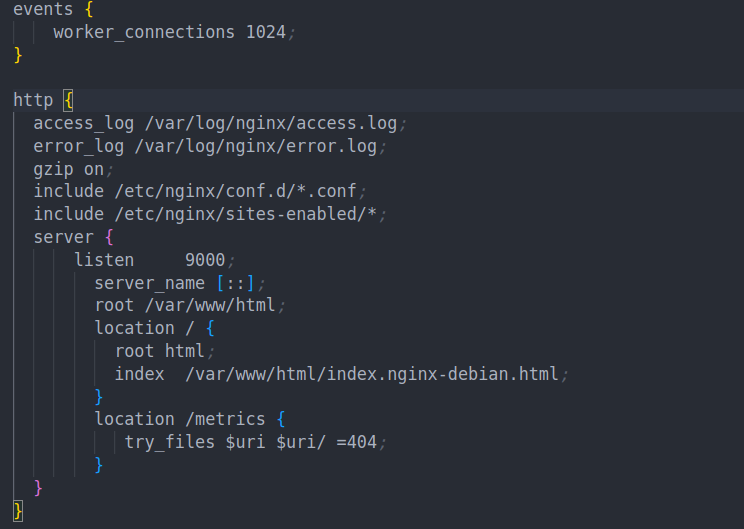 events {
worker_connections 1024;
}
http {
access_log /var/log/nginx/access.log;
error_log /var/log/nginx/error.log;
gzip on;
include /etc/nginx/conf.d/*.conf;
include /etc/nginx/sites-enabled/*;
server {
listen     9000;
server_name [::];
root /var/www/html;
location / {
root html;
index  /var/www/html/index.nginx-debian.html;
}
location /metrics {
try_files $uri $uri/ =404;
}
}
}